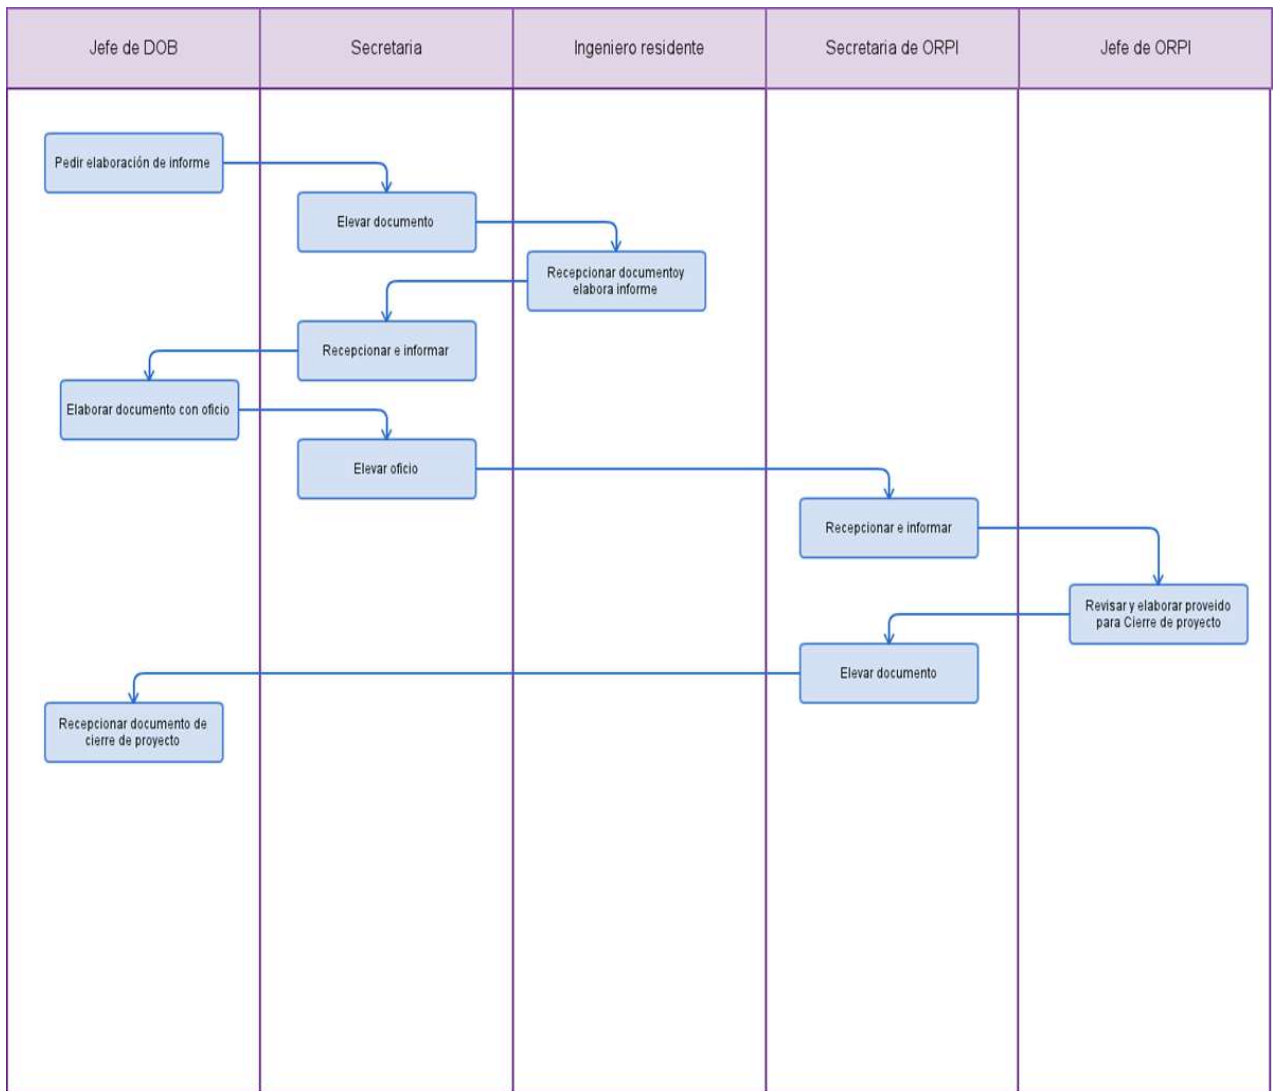 Jefe de DOB
Secretaria
Ingeniero residente
Secretaria de ORPI
Jefe de ORPI
Pedir elaboración de informe
Elevar documento
Recepcionar documentoy
elabora informe
Recepcionar e informar
Elaborar documento con oficio
Elevar oficio
Recepcionar e informar
Revisar y elaborar proveido
para Cierre de proyecto
Elevar documento
Recepcionar documento de
cierre de proyecto